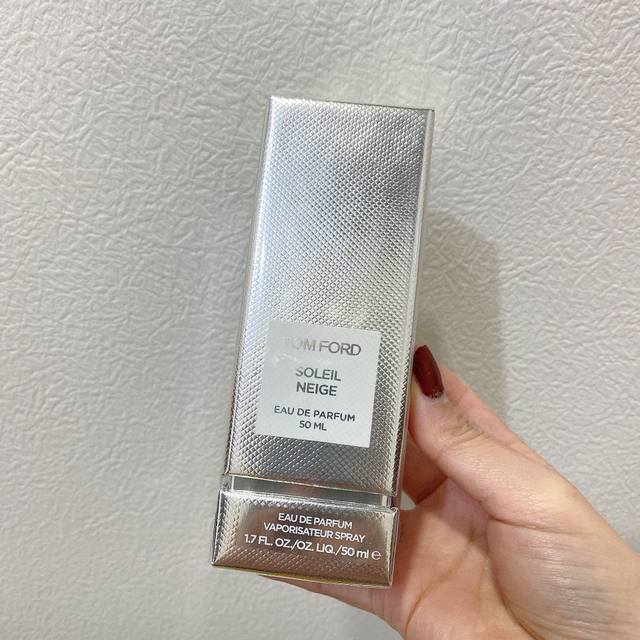 TOM FORD
SOLEIL
NEIGE
EAU DE PARFUM
50 ML
EAU DE PARFUM
VAPORISATEUR SPRAY
1.7 FL. OZ./OZ. LIQ./50 ml e